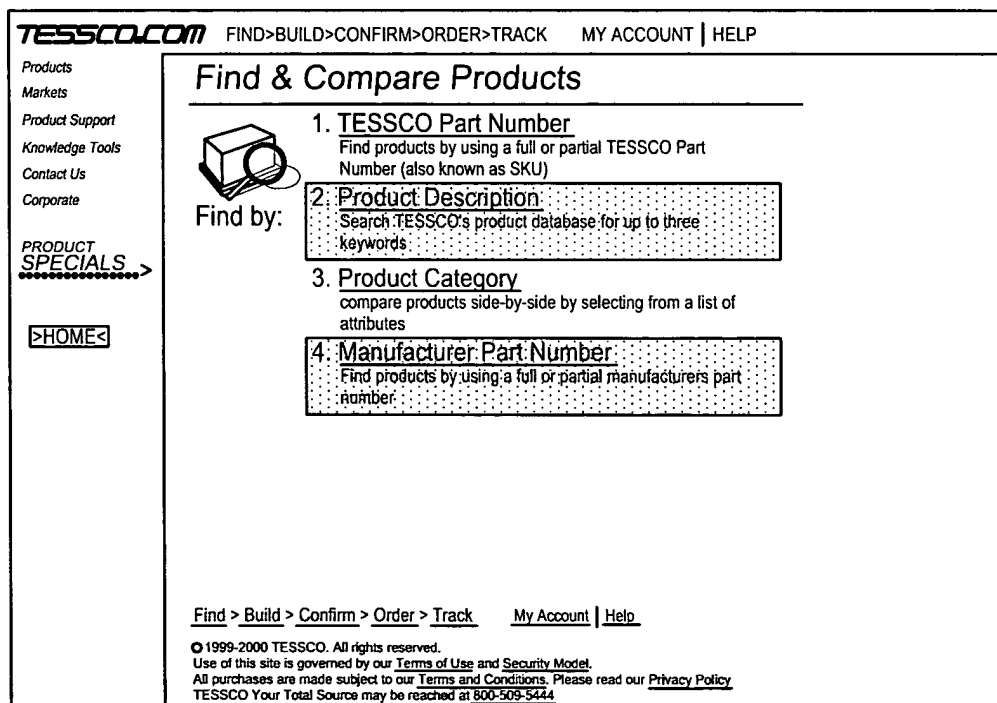 TESSCO.COM FIND>BUILD>CONFIRM>ORDER>TRACK MY ACCOUNT | HELP
Products
Markets
Product Support
Knowledge Tools
Contact Us
Corporate
PRODUCT
SPECIALS >
>HOME<
Find & Compare Products
Find by:
1. TESSCO Part Number
Find products by using a full or partial TESSCO Part
Number (also known as SKU)
2. Product Description
Search TESSCO's product database for up to three
keywords
3. Product Category
compare products side-by-side by selecting from a list of
attributes
4. Manufacturer Part Number
Find products by using a full or partial manufacturers part
number
Find > Build > Confirm > Order > Track My Account | Help
© 1999-2000 TESSCO. All rights reserved.
Use of this site is governed by our Terms of Use and Security Model.
All purchases are made subject to our Terms and Conditions. Please read our Privacy Policy
TESSCO Your Total Source may be reached at 800-509-5444